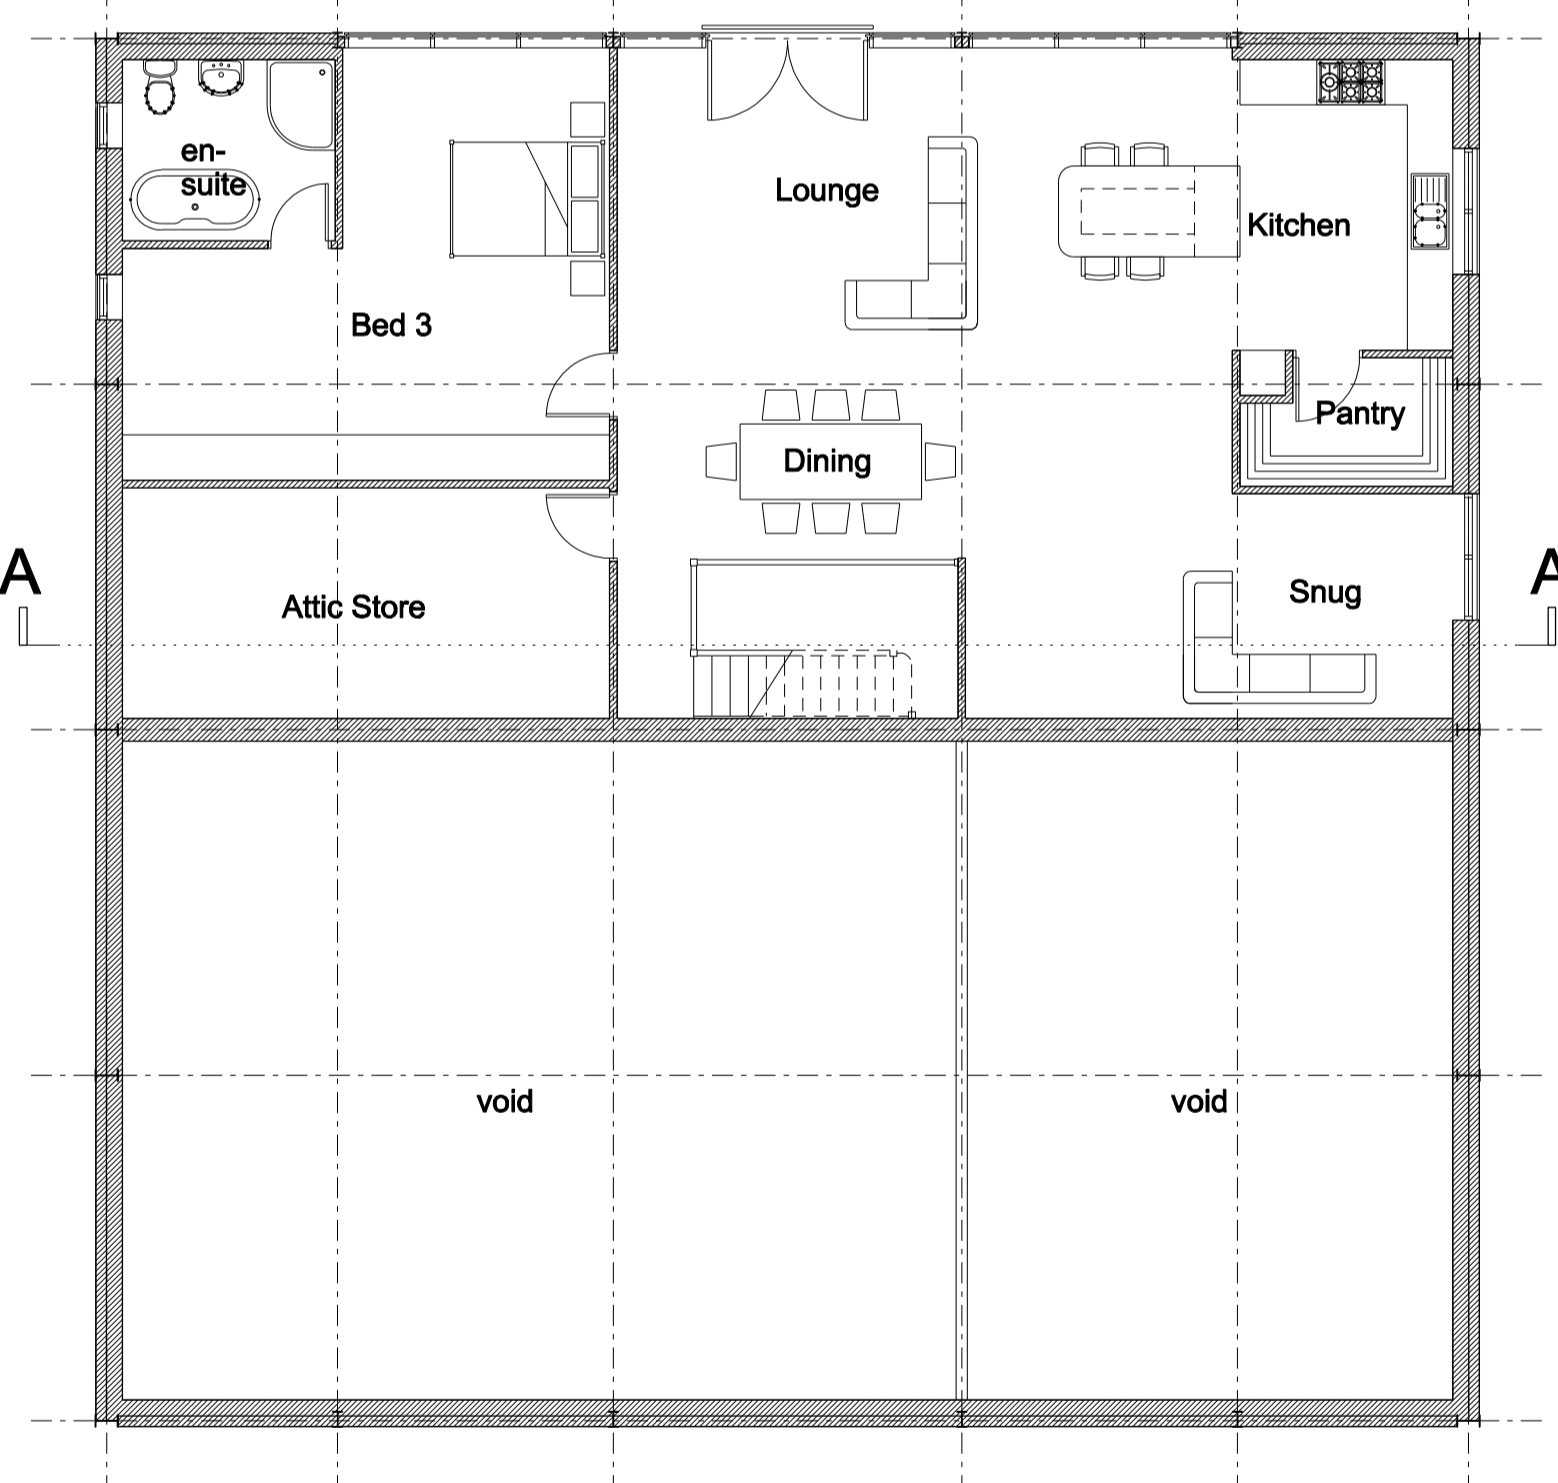 en-
suite
Lounge
Kitchen
Bed 3
Pantry
Dining
A
A
Snug
Attic Store
void
void